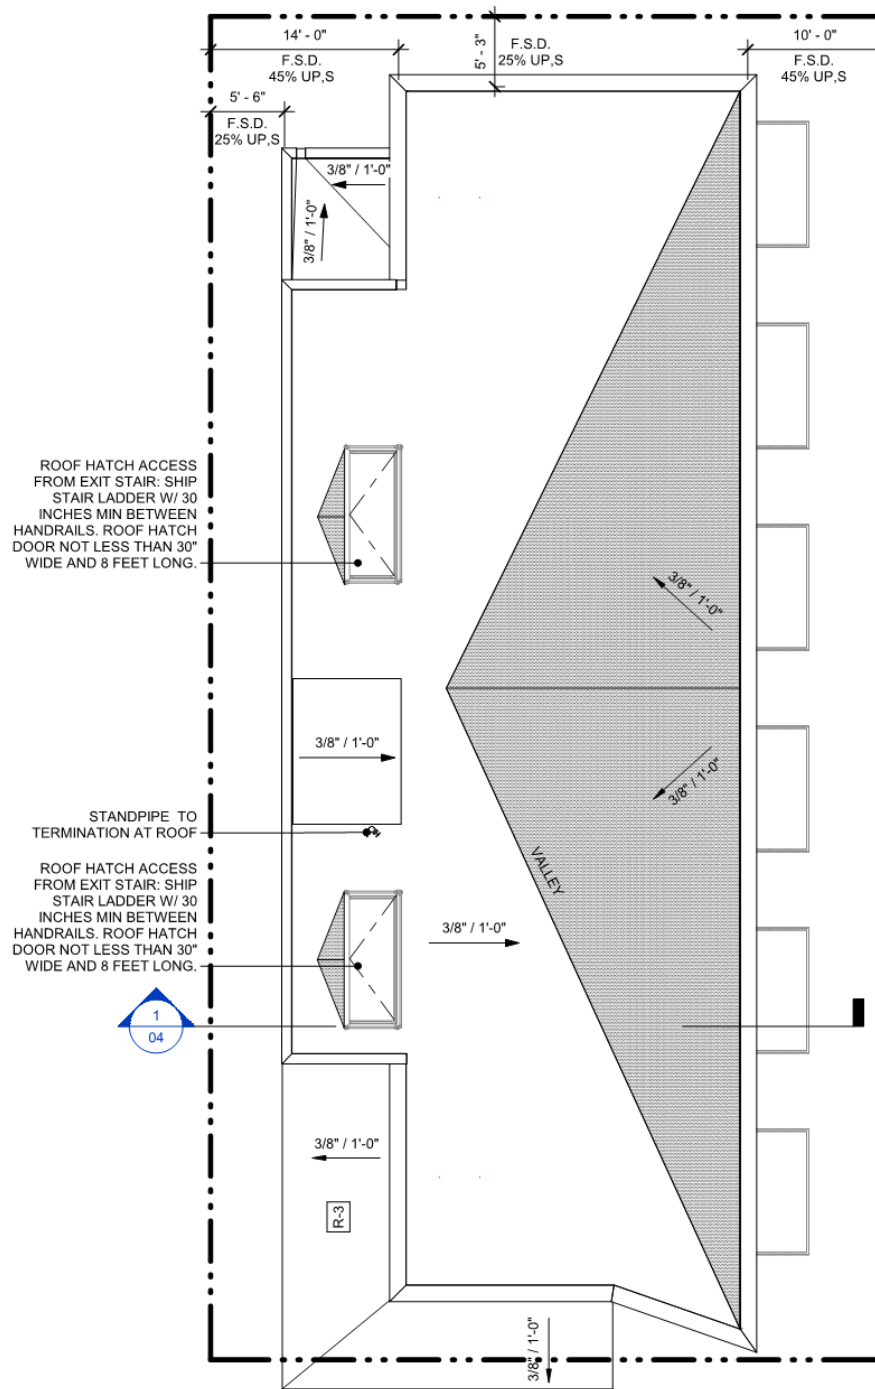 14' - 0"
F.S.D.
45% UP,S
5' - 3"
F.S.D.
25% UP,S
10' - 0"
F.S.D.
45% UP,S
5' - 6"
F.S.D.
25% UP,S
3/8" / 1'-0"
3/8" / 1'-0"
ROOF HATCH ACCESS
FROM EXIT STAIR: SHIP
STAIR LADDER W/ 30
INCHES MIN BETWEEN
HANDRAILS. ROOF HATCH
DOOR NOT LESS THAN 30"
WIDE AND 8 FEET LONG.
3/8" / 1'-0"
3/8" / 1'-0"
3/8" / 1'-0"
STANDPIPE TO
TERMINATION AT ROOF
VALLEY
ROOF HATCH ACCESS
FROM EXIT STAIR: SHIP
STAIR LADDER W/ 30
INCHES MIN BETWEEN
HANDRAILS. ROOF HATCH
DOOR NOT LESS THAN 30"
WIDE AND 8 FEET LONG.
3/8" / 1'-0"
1
04
3/8" / 1'-0"
R-3
3/8" / 1'-0"